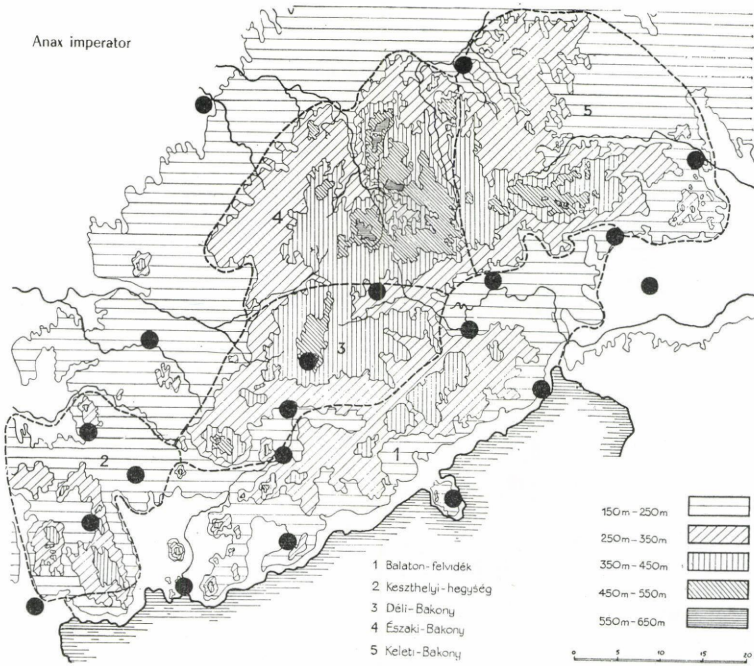 Anax imperator
5
4
3
2
1
1 Balaton-felvidék
2 Keszthelyi-hegység
3 Déli-Bakony
4 Északi-Bakony
5 Keleti-Bakony
150m-250m
250m-350m
350m-450m
450m-550m
550m-650m
0 5 10 15 20